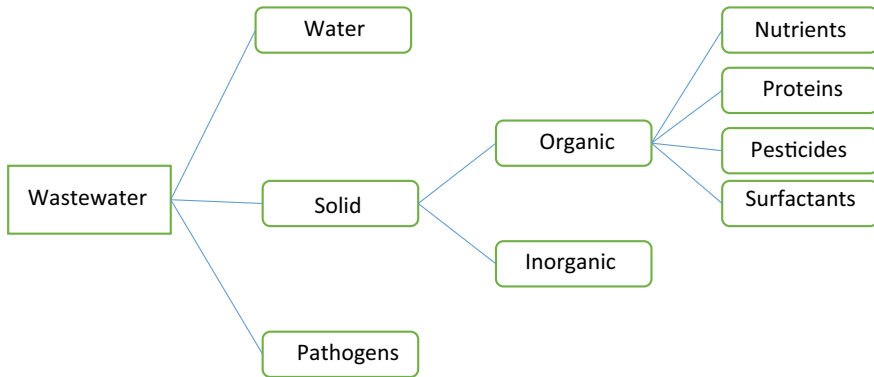 Wastewater
Water
Solid
Pathogens
Organic
Inorganic
Nutrients
Proteins
Pesticides
Surfactants